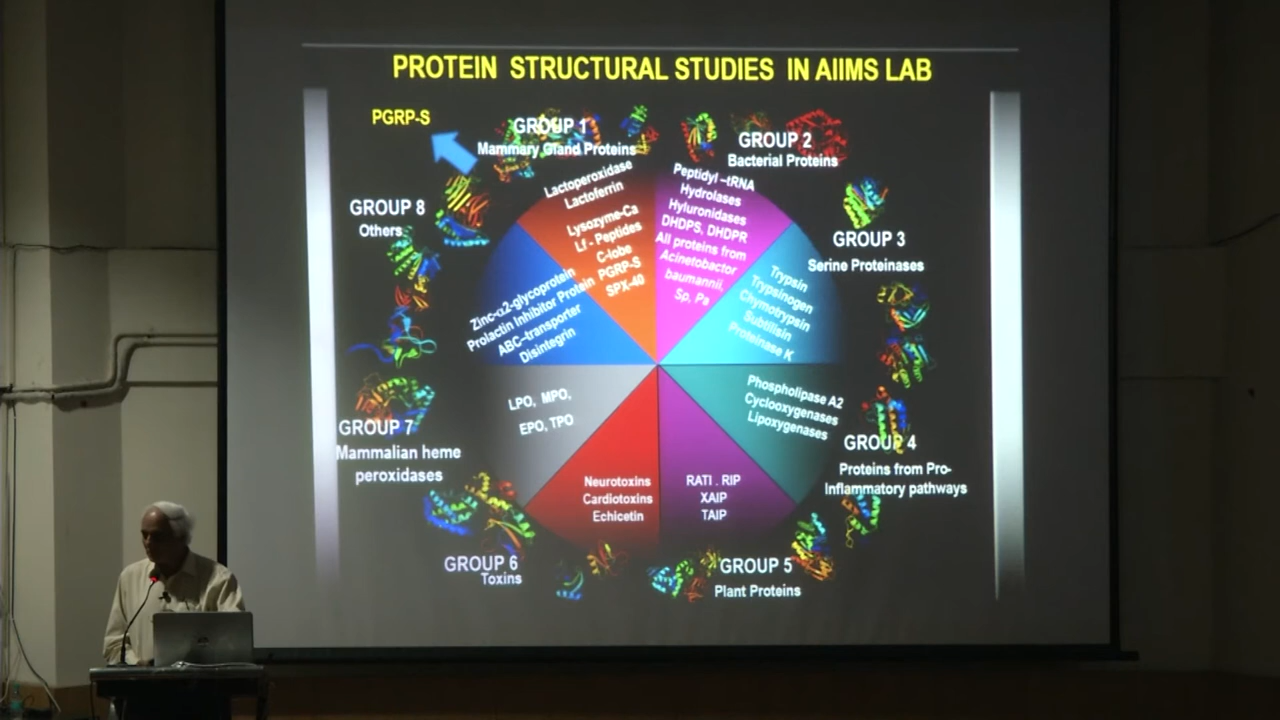 PROTEIN STRUCTURAL STUDIES IN AIIMS LAB
PGRP-S
GROUP 1
Mammary Gland Proteins
Lactoperoxidase
Lactoferrin
Lysozyme-Ca
Lf - Peptides
C-lobe
PGRP-S
SPX-40
GROUP 2
Bacterial Proteins
Peptidyl -tRNA
Hydrolases
Hyluronidases
DHDPS, DHDPR
All proteins from
Acinetobactor
baumannii,
Sp, Pa
GROUP 3
Serine Proteinases
Trypsin
Trypsinogen
Chymotrypsin
Subtilisin
Proteinase K
GROUP 4
Proteins from Pro-
Inflammatory pathways
Phospholipase A2
Cyclooxygenases
Lipoxygenases
GROUP 5
Plant Proteins
RATI . RIP
XAIP
TAIP
GROUP 6
Toxins
Neurotoxins
Cardiotoxins
Echicetin
GROUP 7
Mammalian heme
peroxidases
LPO, MPO,
EPO, TPO
GROUP 8
Others
Zinc-α2-glycoprotein
Prolactin Inhibitor Protein
ABC-transporter
Disintegrin